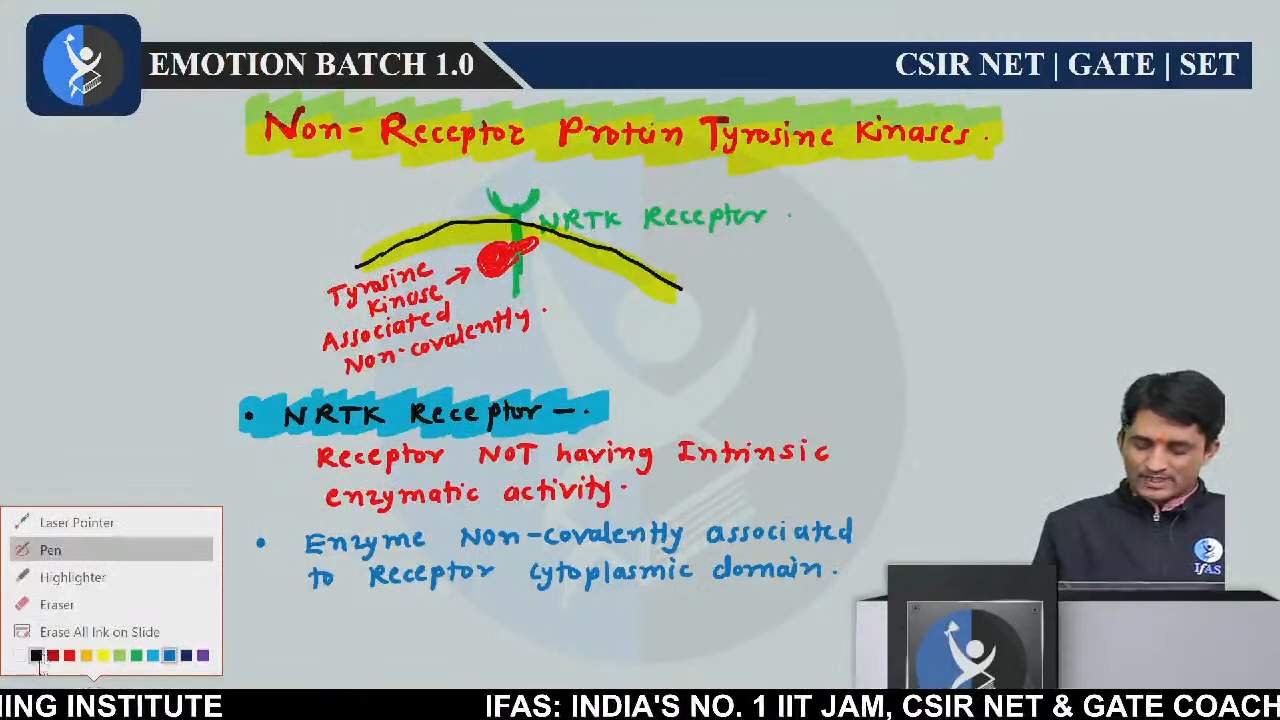 EMOTION BATCH 1.0
CSIR NET | GATE | SET
Non-Receptor Protein Tyrosine Kinases.
NRTK Receptor.
Tyrosine
Kinase →
Associated
Non-covalently.
• NRTK Receptor –.
Receptor NOT having Intrinsic
enzymatic activity.
• Enzyme Non-covalently associated
to Receptor cytoplasmic domain.
Laser Pointer
Pen
Highlighter
Eraser
Erase All Ink on Slide
IFAS
NING INSTITUTE
IFAS: INDIA'S NO. 1 IIT JAM, CSIR NET & GATE COACH